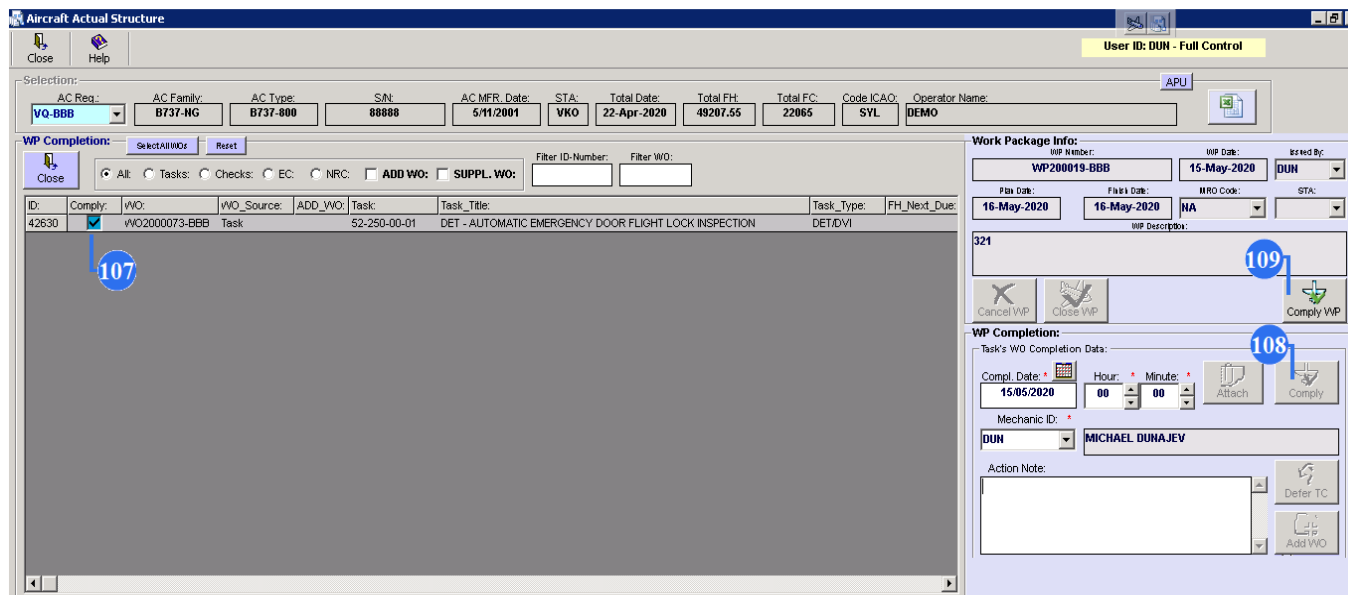 Aircraft Actual Structure
Close Help
User ID: DUN - Full Control
Selection:
APU
AC Reg.: AC Family: AC Type: S/N: AC MFR. Date: STA: Total Date: Total FH: Total FC: Code ICAO: Operator Name:
VQ-BBB B737-NG B737-800 88888 5/11/2001 VKO 22-Apr-2020 49207.55 22065 SYL DEMO
WP Completion: Select All WOs Reset
Close All: Tasks: Checks: EC: NRC: ADD WO: SUPPL. WO: Filter ID-Number: Filter WO:
ID: Comply: WO: WO_Source: ADD_WO: Task: Task_Title: Task_Type: FH_Next_Due:
42630 WO2000073-BBB Task 52-250-00-01 DET - AUTOMATIC EMERGENCY DOOR FLIGHT LOCK INSPECTION DET/DVI
107
Work Package Info:
WP Number: WP Date: Issued By:
WP200019-BBB 15-May-2020 DUN
Plan Date: Finish Date: MRO Code: STA:
16-May-2020 16-May-2020 NA
WP Description:
321
109
Cancel WP Close WP Comply WP
WP Completion:
Task's WO Completion Data:
108
Compl. Date: * Hour: * Minute: *
15/05/2020 00 00 Attach Comply
Mechanic ID: *
DUN MICHAEL DUNAJEV
Action Note:
Defer TC
Add WO